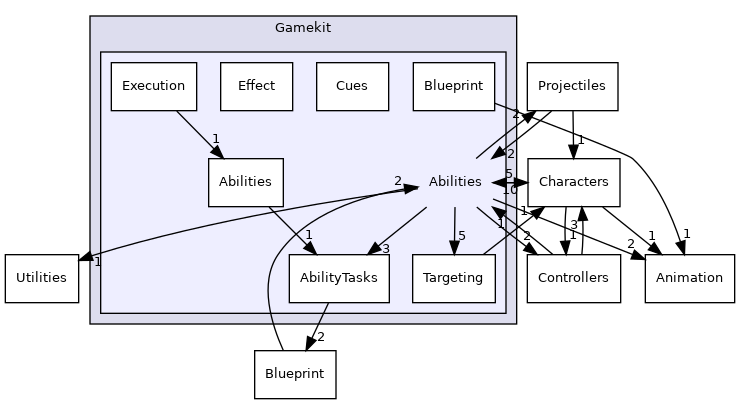 Gamekit
Execution
Effect
Cues
Blueprint
Projectiles
2
1
1
2
Abilities
2
Abilities
5
10
Characters
1
1
5
1
2
3
1
2
1
1
3
1
Utilities
AbilityTasks
Targeting
Controllers
Animation
2
Blueprint